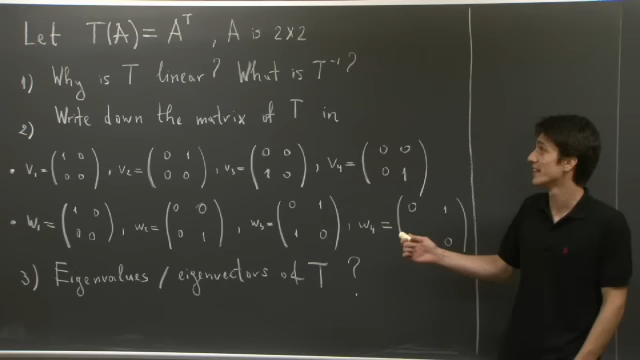 Let T(A) = A^T , A is 2x2
1) Why is T linear? What is T^-1 ?
2) Write down the matrix of T in
• v1 = (1 0 0 0) , v2 = (0 1 0 0) , v3 = (0 0 1 0) , v4 = (0 0 0 1)
• w1 = (1 0 0 0) , w2 = (0 0 0 1) , w3 = (0 1 1 0) , w4 = (0 1 0)
3) Eigenvalues / eigenvectors of T ?